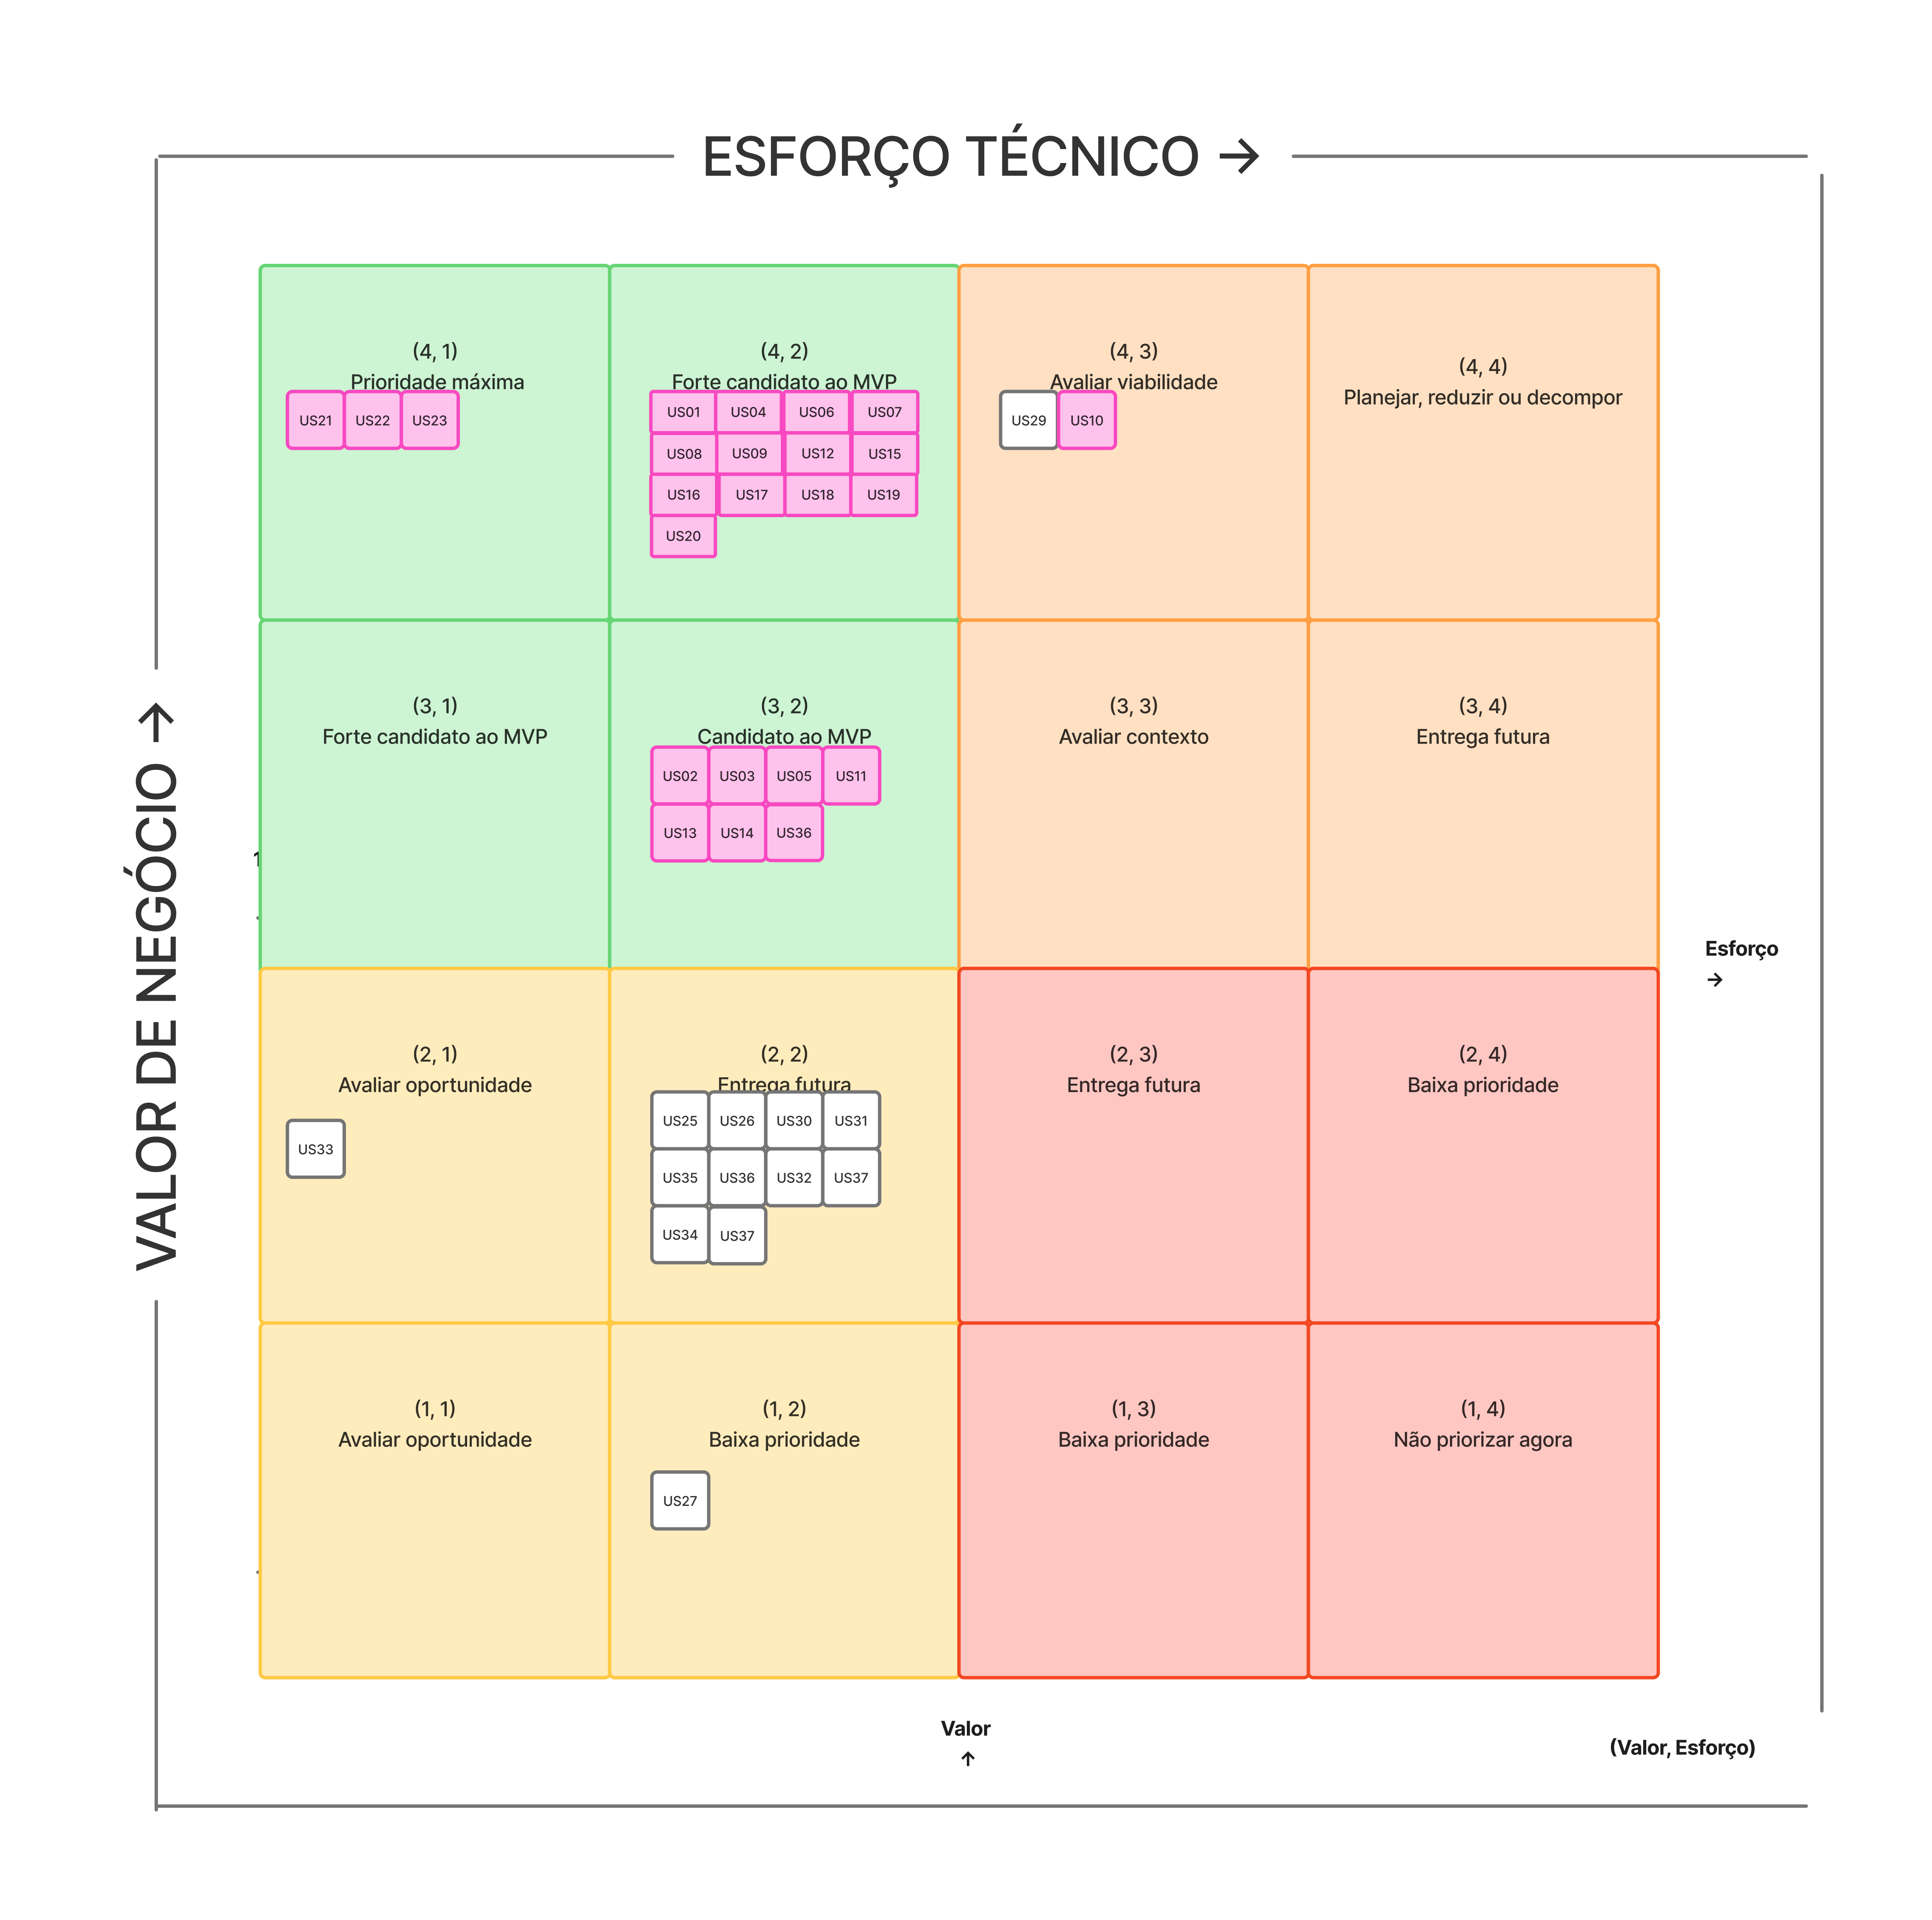 ESFORÇO TÉCNICO →
VALOR DE NEGÓCIO →
(4, 1)
Prioridade máxima
US21 US22 US23
(4, 2)
Forte candidato ao MVP
US01 US04 US06 US07
US08 US09 US12 US15
US16 US17 US18 US19
US20
(4, 3)
Avaliar viabilidade
US29 US10
(4, 4)
Planejar, reduzir ou decompor
(3, 1)
Forte candidato ao MVP
1
(3, 2)
Candidato ao MVP
US02 US03 US05 US11
US13 US14 US36
(3, 3)
Avaliar contexto
(3, 4)
Entrega futura
Esforço
→
(2, 1)
Avaliar oportunidade
US33
(2, 2)
Entrega futura
US25 US26 US30 US31
US35 US36 US32 US37
US34 US37
(2, 3)
Entrega futura
(2, 4)
Baixa prioridade
(1, 1)
Avaliar oportunidade
(1, 2)
Baixa prioridade
US27
(1, 3)
Baixa prioridade
(1, 4)
Não priorizar agora
Valor
↑
(Valor, Esforço)